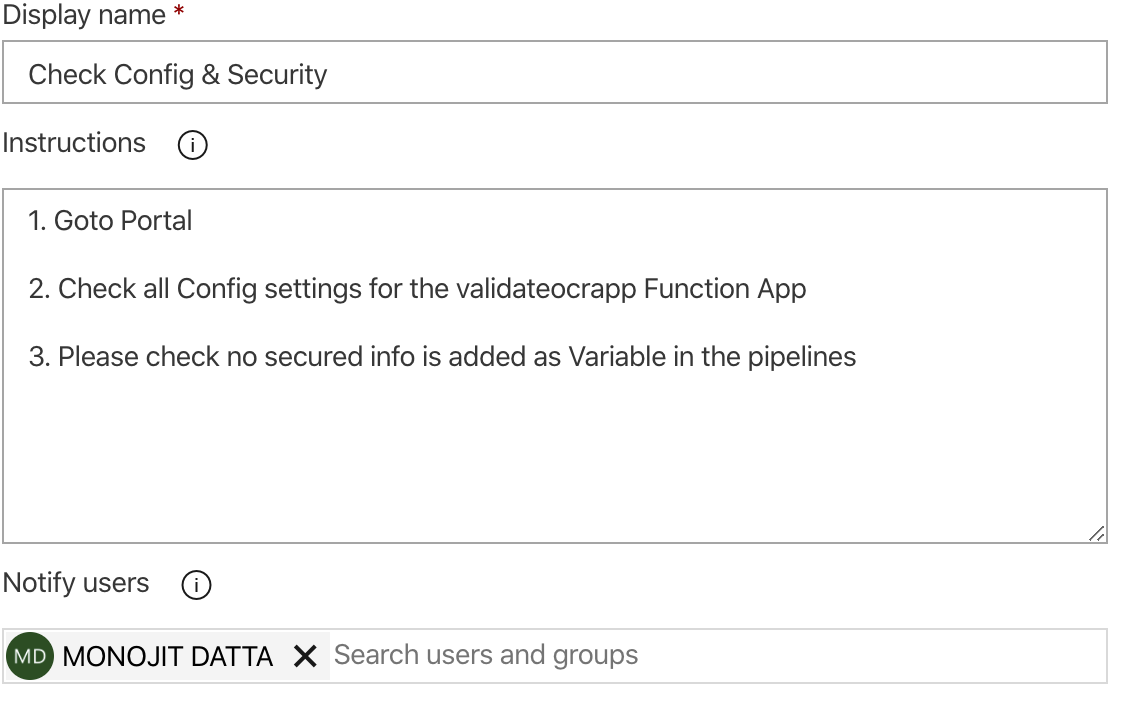 Display name *
Check Config & Security
Instructions
1. Goto Portal
2. Check all Config settings for the validateocrapp Function App
3. Please check no secured info is added as Variable in the pipelines
Notify users
MD MONOJIT DATTA Search users and groups